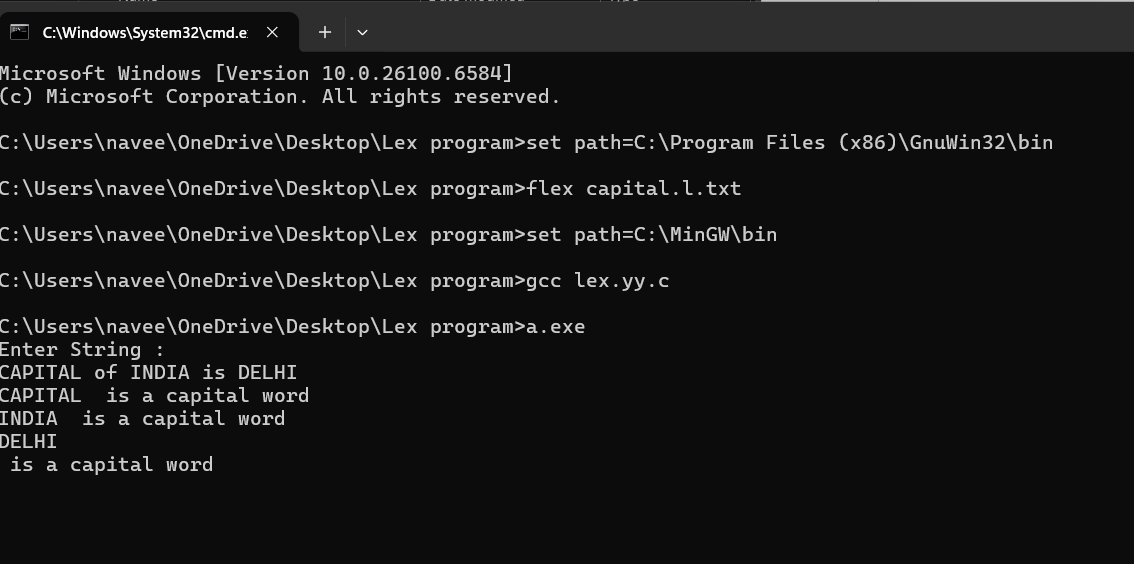 C:\Windows\System32\cmd.e
Microsoft Windows [Version 10.0.26100.6584]
(c) Microsoft Corporation. All rights reserved.
C:\Users\navee\OneDrive\Desktop\Lex program>set path=C:\Program Files (x86)\GnuWin32\bin
C:\Users\navee\OneDrive\Desktop\Lex program>flex capital.l.txt
C:\Users\navee\OneDrive\Desktop\Lex program>set path=C:\MinGW\bin
C:\Users\navee\OneDrive\Desktop\Lex program>gcc lex.yy.c
C:\Users\navee\OneDrive\Desktop\Lex program>a.exe
Enter String :
CAPITAL of INDIA is DELHI
CAPITAL  is a capital word
INDIA  is a capital word
DELHI
 is a capital word